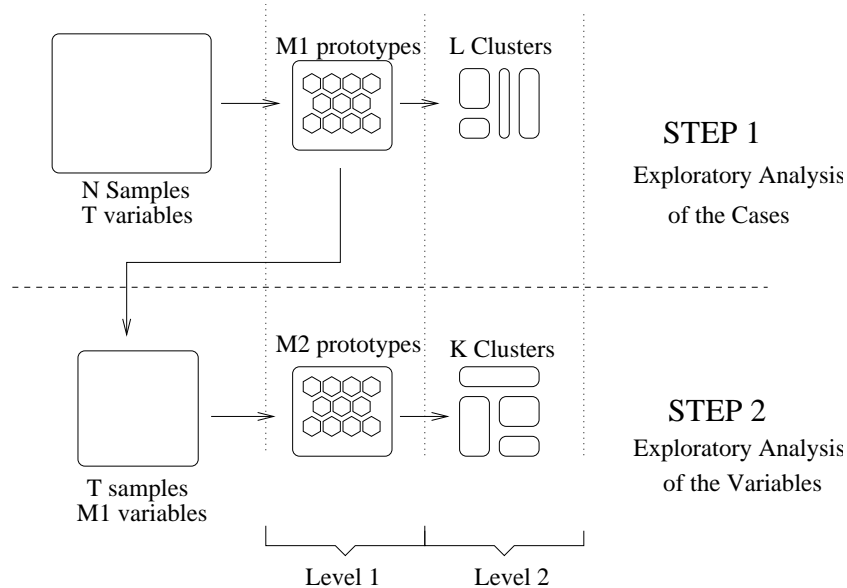 M1 prototypes
L Clusters
N Samples
T variables
STEP 1
Exploratory Analysis
of the Cases
M2 prototypes
K Clusters
T samples
M1 variables
STEP 2
Exploratory Analysis
of the Variables
Level 1
Level 2